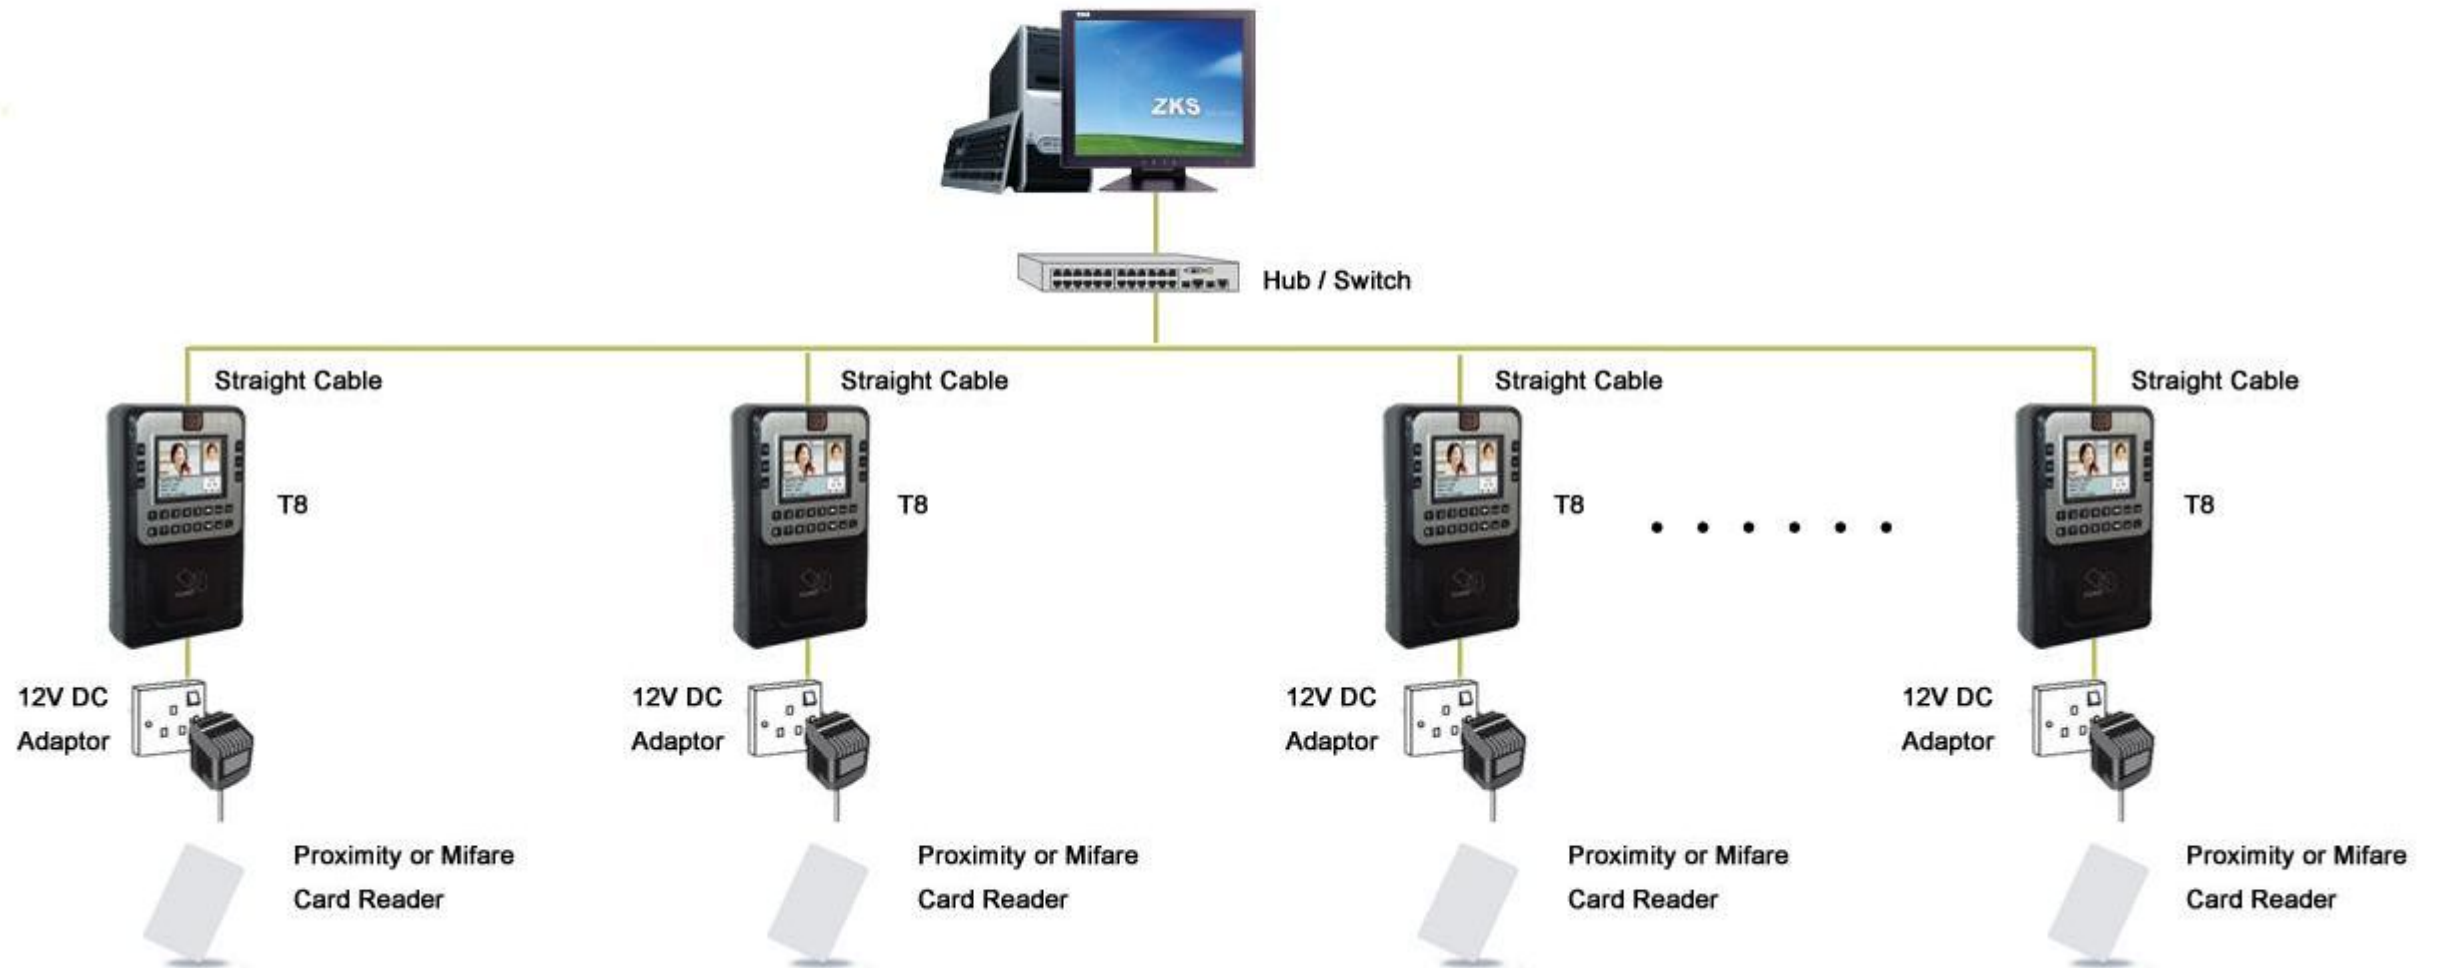 ZKS
Hub / Switch
Straight Cable
Straight Cable
Straight Cable
Straight Cable
T8
T8
T8
T8
12V DC
Adaptor
12V DC
Adaptor
12V DC
Adaptor
12V DC
Adaptor
Proximity or Mifare
Card Reader
Proximity or Mifare
Card Reader
Proximity or Mifare
Card Reader
Proximity or Mifare
Card Reader